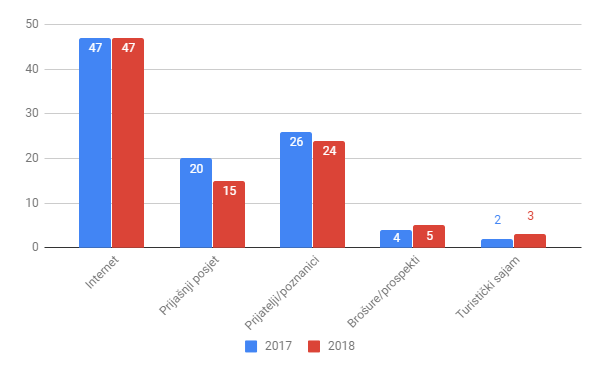 50
40
30
20
10
0
47 47
20 15
26 24
4 5
2 3
Internet
Prijašnji posjet
Prijatelji/poznanici
Brošure/prospekti
Turistički sajam
2017 2018